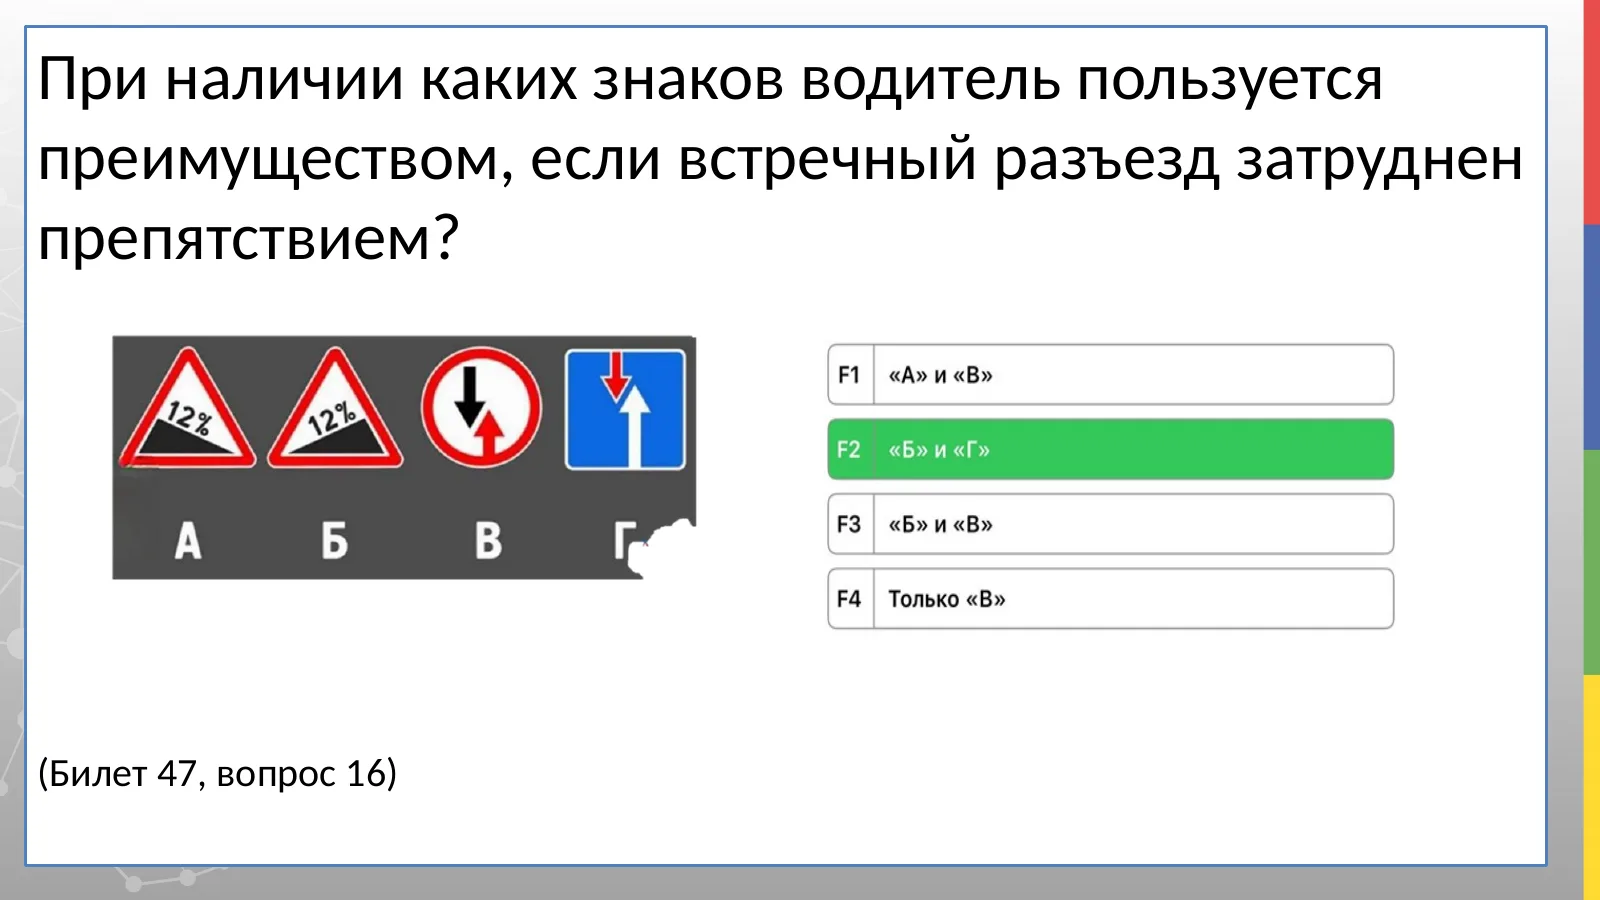 При наличии каких знаков водитель пользуется
преимуществом, если встречный разъезд затруднен
препятствием?
12%
12%
А
Б
В
Г
F1 «А» и «В»
F2 «Б» и «Г»
F3 «Б» и «В»
F4 Только «В»
(Билет 47, вопрос 16)